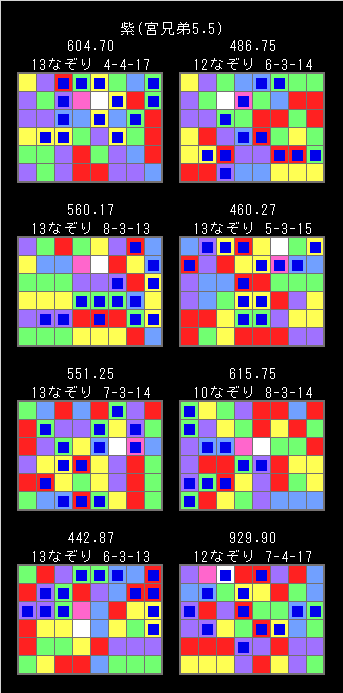 紫(宮兄弟5.5)
604.70
13なぞり 4-4-17
486.75
12なぞり 6-3-14
560.17
13なぞり 8-3-13
460.27
13なぞり 5-3-15
551.25
13なぞり 7-3-14
615.75
10なぞり 8-3-14
442.87
13なぞり 6-3-13
929.90
12なぞり 7-4-17